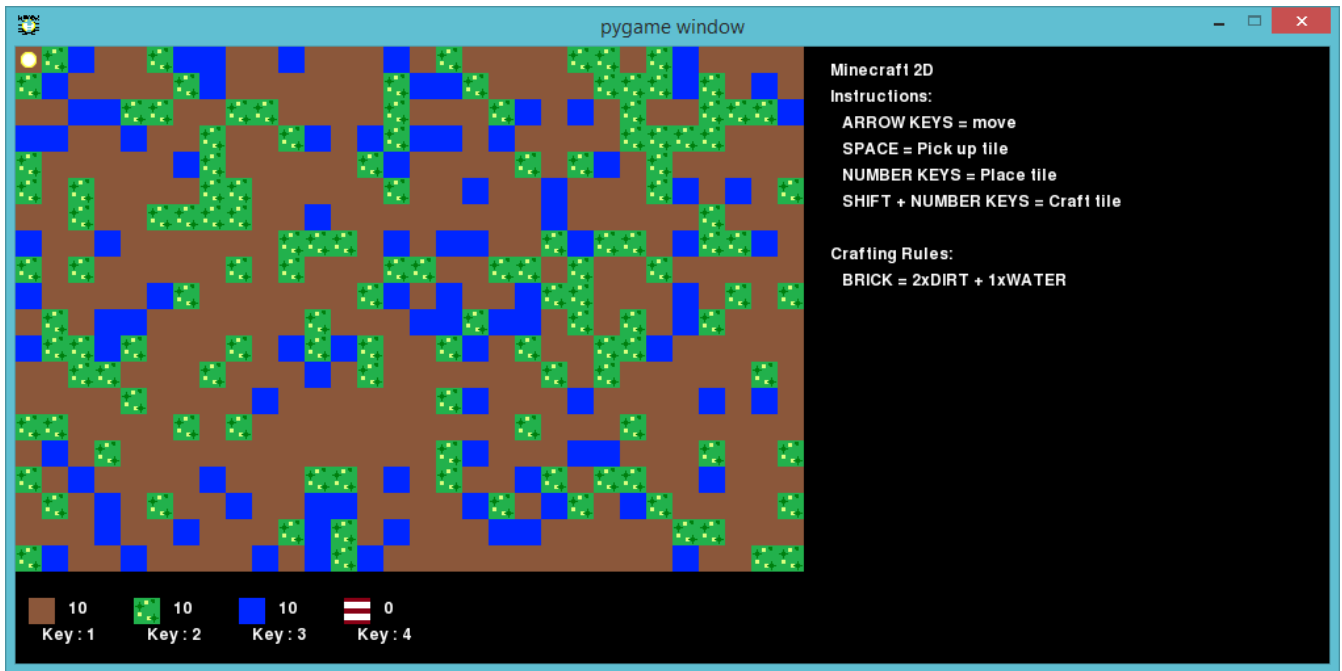 pygame window
Minecraft 2D
Instructions:
ARROW KEYS = move
SPACE = Pick up tile
NUMBER KEYS = Place tile
SHIFT + NUMBER KEYS = Craft tile
Crafting Rules:
BRICK = 2xDIRT + 1xWATER
10 10 10 0
Key : 1 Key : 2 Key : 3 Key : 4